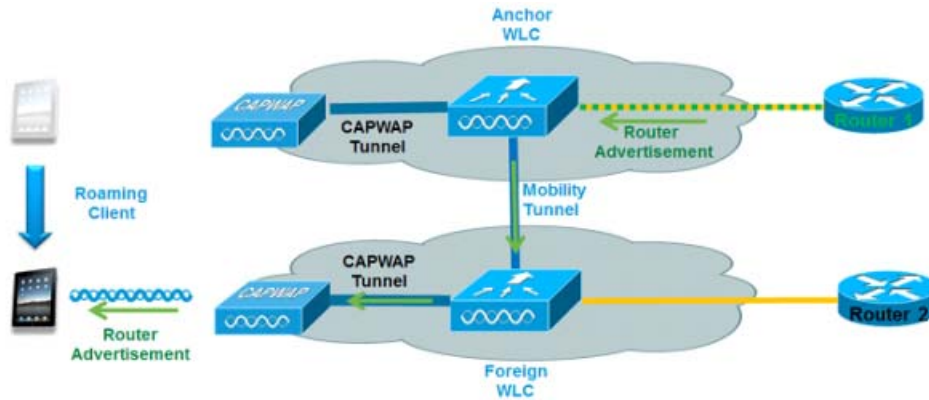 Anchor
WLC
CAPWAP
CAPWAP
Tunnel
Router 1
Router
Advertisement
Roaming
Client
Mobility
Tunnel
CAPWAP
Tunnel
CAPWAP
Router 2
Router
Advertisement
Foreign
WLC